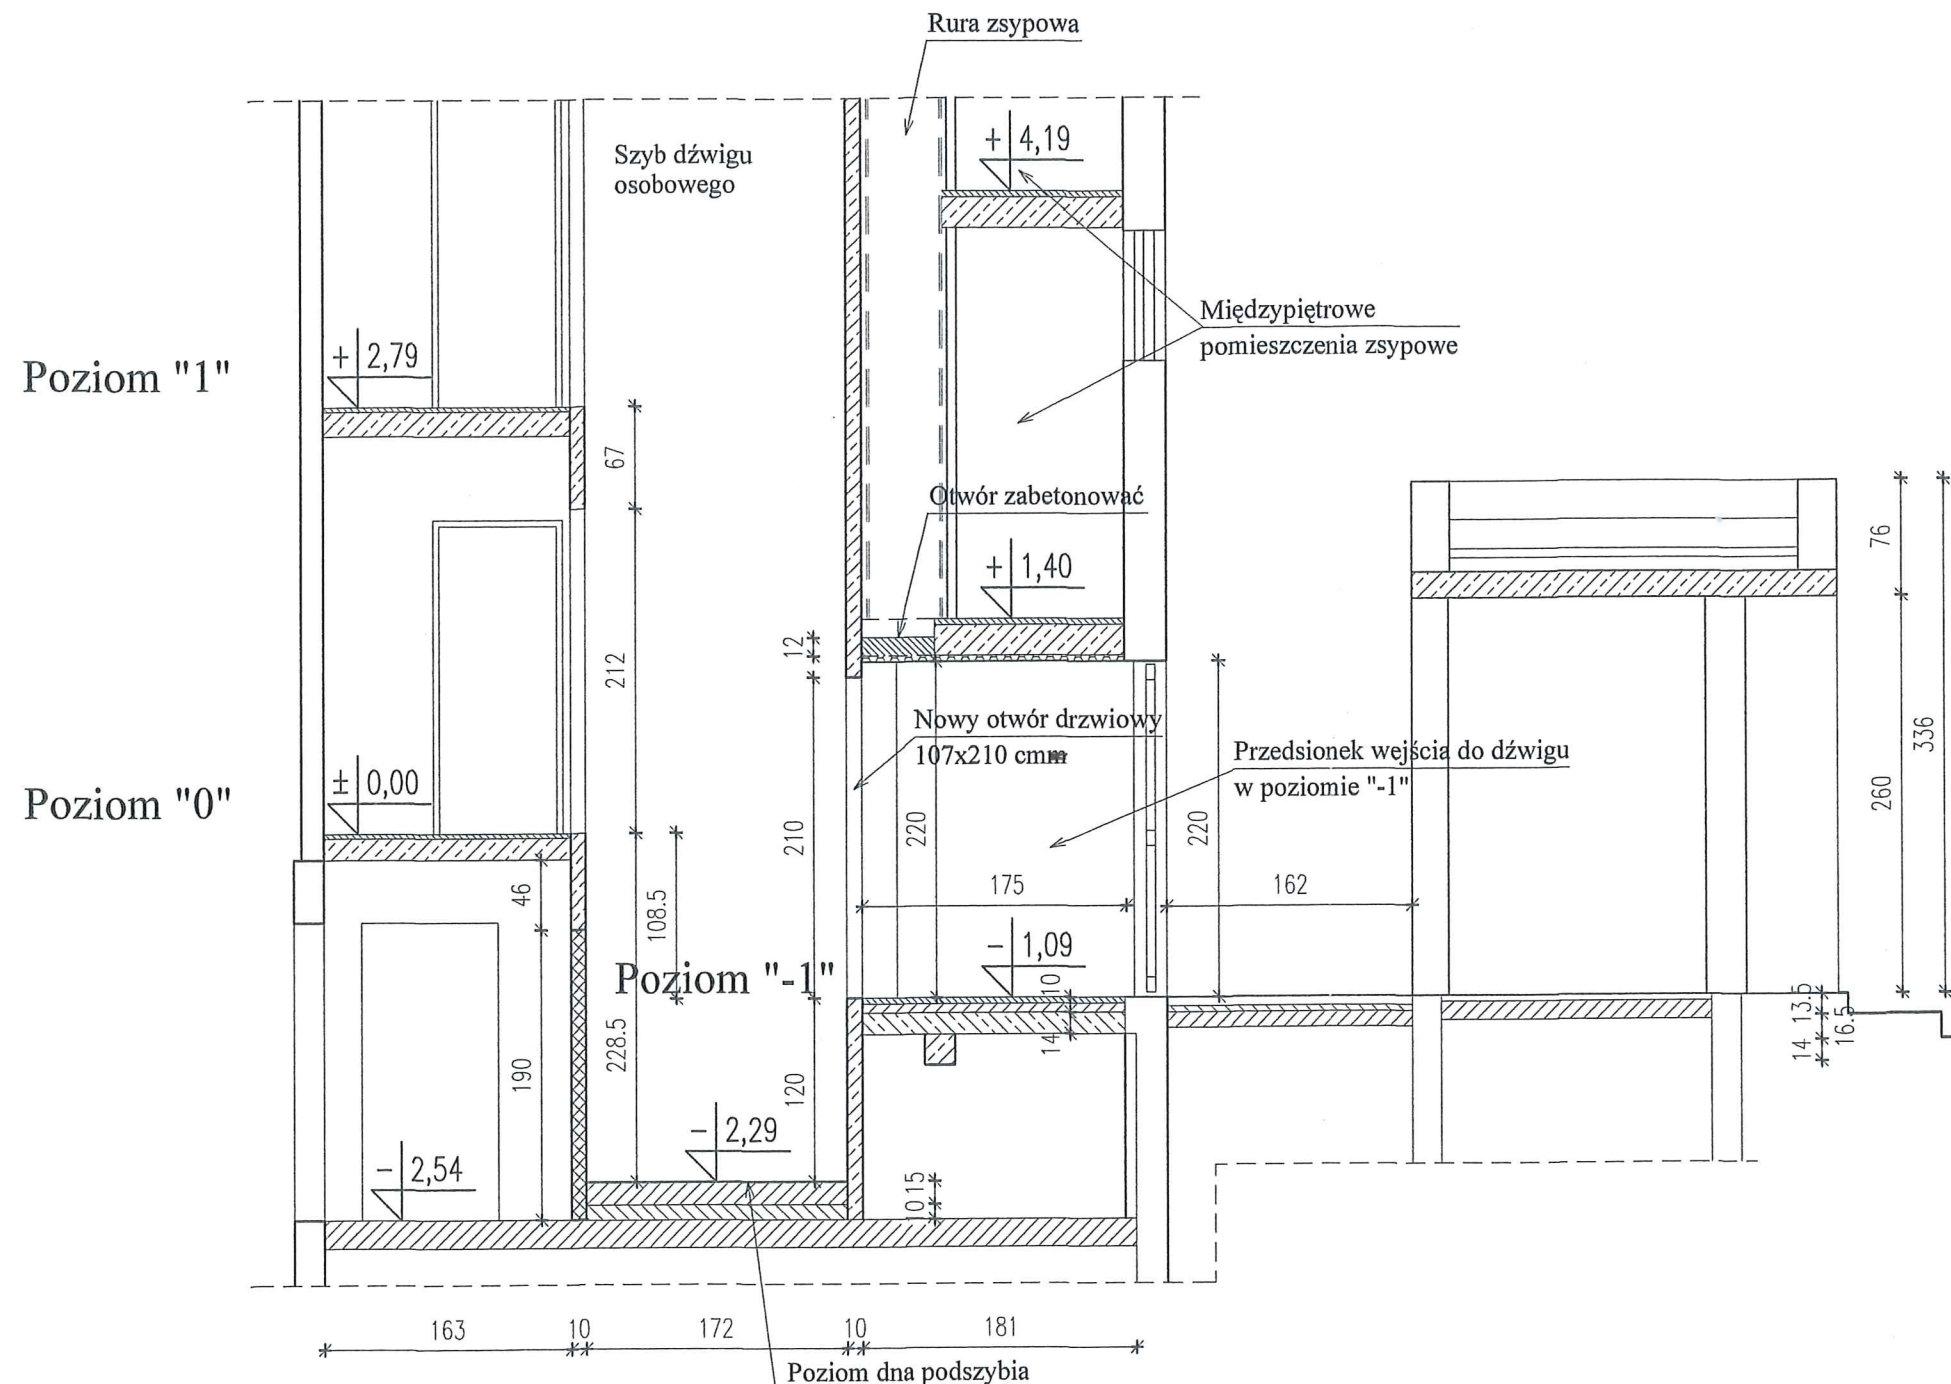 Rura zsypowa
Szyb dźwigu
osobowego
+ 4,19
Międzypiętrowe
pomieszczenia zsypowe
Poziom "1"
+ 2,79
67
Otwór zabetonować
76
336
+ 1,40
12
212
Nowy otwór drzwiowy
107x210 cm
Przedsionek wejścia do dźwigu
w poziomie "-1"
Poziom "0"
± 0,00
210
220
220
260
175
162
46
108.5
- 1,09
Poziom "-1"
10
14
13.5
16.5
14
228.5
190
120
- 2,29
- 2,54
15
10
163
10
172
10
181
Poziom dna podszybia